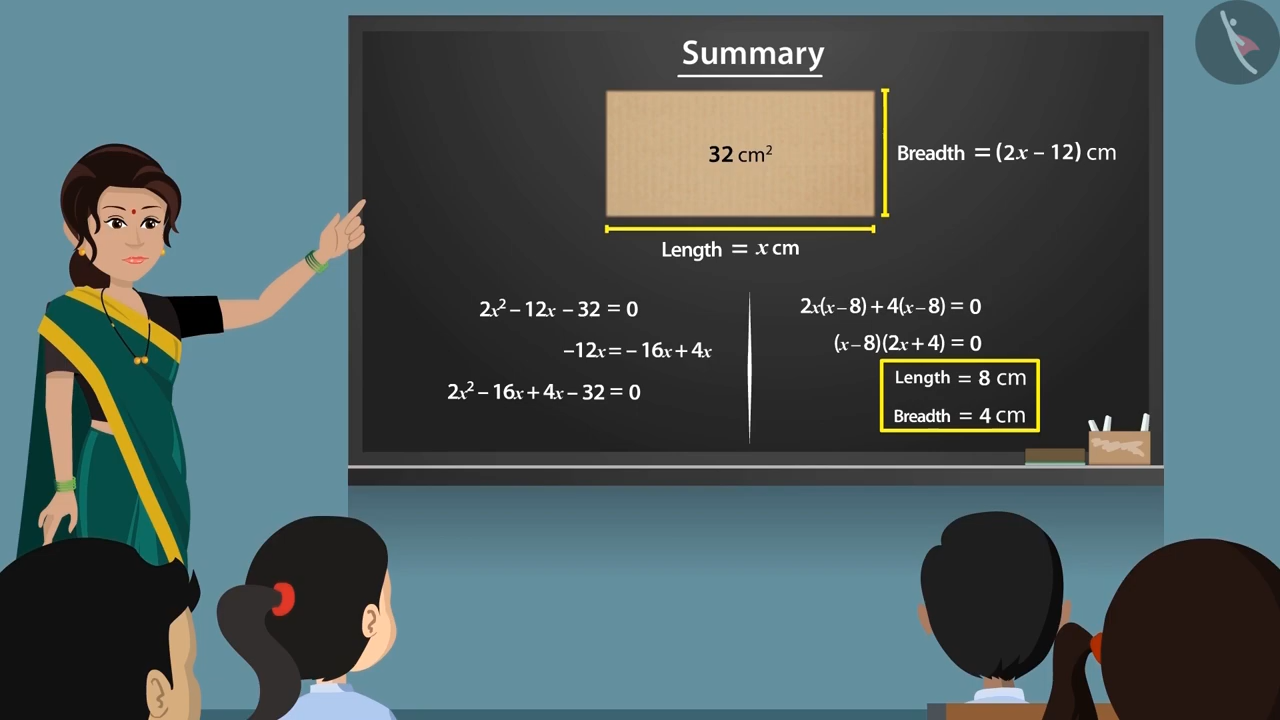 Summary
32 cm²
Breadth = (2x – 12) cm
Length = x cm
2x² – 12x – 32 = 0
–12x = – 16x + 4x
2x² – 16x + 4x – 32 = 0
2x(x – 8) + 4(x – 8) = 0
(x – 8)(2x + 4) = 0
Length = 8 cm
Breadth = 4 cm